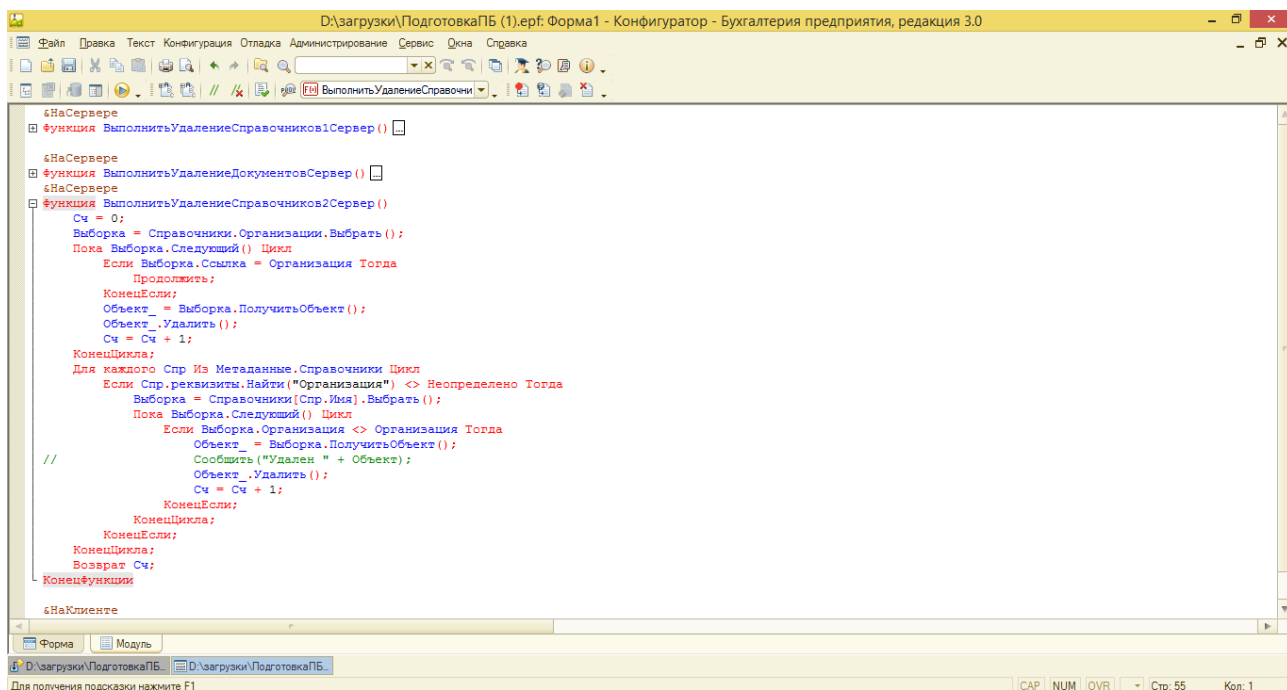 D:\загрузки\ПодготовкаПБ (1).epf: Форма1 - Конфигуратор - Бухгалтерия предприятия, редакция 3.0
Файл Правка Текст Конфигурация Отладка Администрирование Сервис Окна Справка
ВыполнитьУдалениеСправочни
&НаСервере
Функция ВыполнитьУдалениеСправочников1Сервер() ...
&НаСервере
Функция ВыполнитьУдалениеДокументовСервер() ...
&НаСервере
Функция ВыполнитьУдалениеСправочников2Сервер()
Сч = 0;
Выборка = Справочники.Организации.Выбрать();
Пока Выборка.Следующий() Цикл
Если Выборка.Ссылка = Организация Тогда
Продолжить;
КонецЕсли;
Объект_ = Выборка.ПолучитьОбъект();
Объект_.Удалить();
Сч = Сч + 1;
КонецЦикла;
Для каждого Спр Из Метаданные.Справочники Цикл
Если Спр.реквизиты.Найти("Организация") <> Неопределено Тогда
Выборка = Справочники[Спр.Имя].Выбрать();
Пока Выборка.Следующий() Цикл
Если Выборка.Организация <> Организация Тогда
Объект_ = Выборка.ПолучитьОбъект();
// Сообщить("Удален " + Объект);
Объект_.Удалить();
Сч = Сч + 1;
КонецЕсли;
КонецЦикла;
КонецЕсли;
КонецЦикла;
Возврат Сч;
КонецФункции
&НаКлиенте
Форма Модуль
D:\загрузки\ПодготовкаПБ... D:\загрузки\ПодготовкаПБ...
Для получения подсказки нажмите F1 CAP NUM OVR Стр: 55 Кол: 1